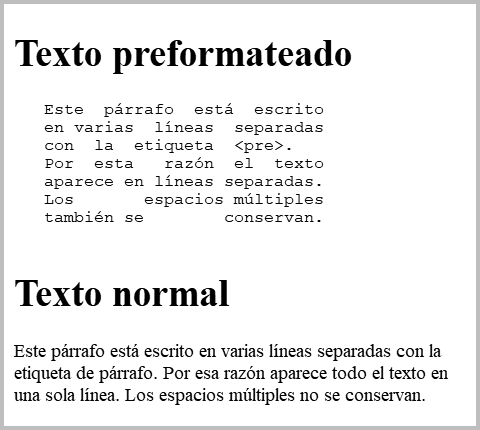 Texto preformateado
Este  párrafo  está  escrito
en varias  líneas  separadas
con  la  etiqueta  <pre>.
Por  esta   razón  el  texto
aparece en líneas separadas.
Los       espacios múltiples
también se        conservan.
Texto normal
Este párrafo está escrito en varias líneas separadas con la
etiqueta de párrafo. Por esa razón aparece todo el texto en
una sola línea. Los espacios múltiples no se conservan.